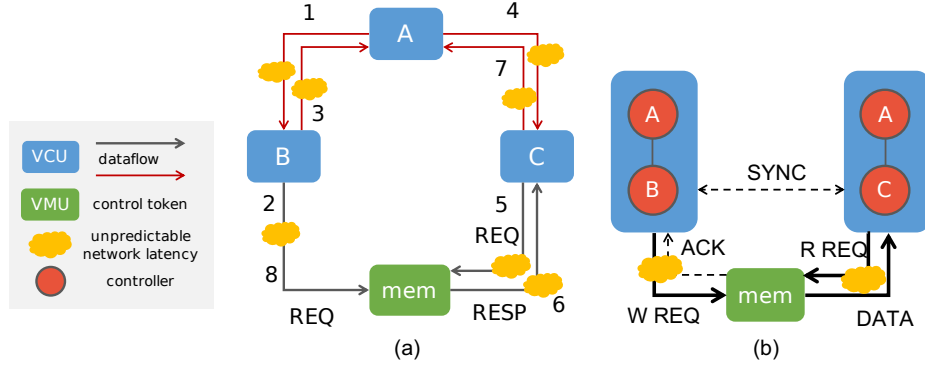 VCU
dataflow
VMU
control token
unpredictable
network latency
controller
1
4
A
3
7
B
C
2
5
REQ
8
mem
REQ
RESP
6
(a)
A
A
SYNC
B
C
ACK
R REQ
mem
W REQ
DATA
(b)